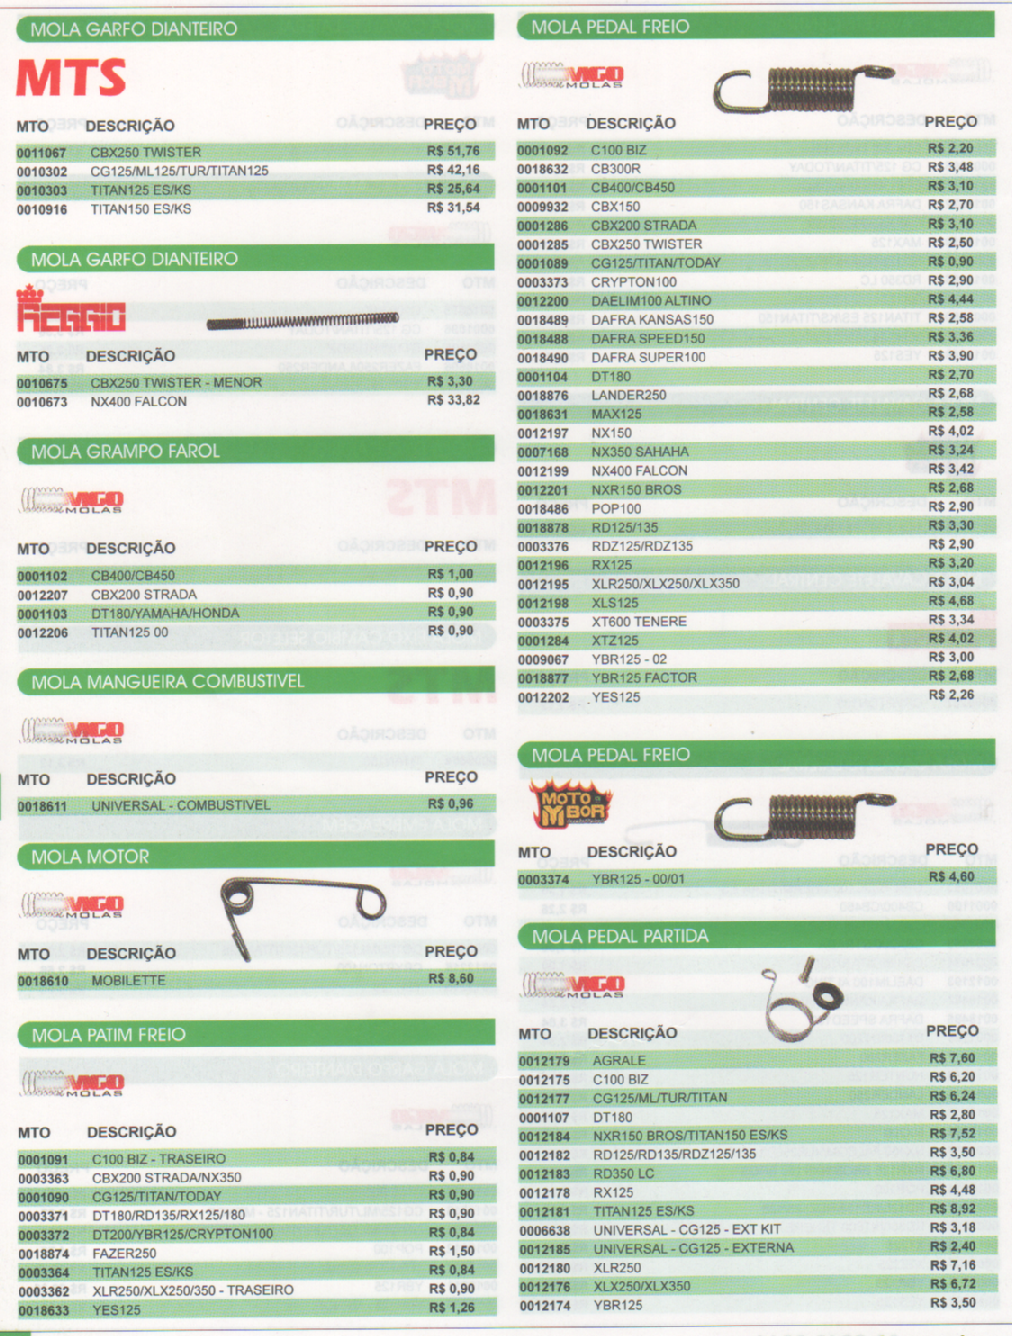 MOLA GARFO DIANTEIRO
MTS
MTO DESCRIÇÃO PREÇO
0011067 CBX250 TWISTER R$ 51,76
0010302 CG125/ML125/TUR/TITAN125 R$ 42,16
0010303 TITAN125 ES/KS R$ 25,64
0010916 TITAN150 ES/KS R$ 31,54
MOLA GARFO DIANTEIRO
REGGIO
MTO DESCRIÇÃO PREÇO
0010675 CBX250 TWISTER - MENOR R$ 3,30
0010673 NX400 FALCON R$ 33,82
MOLA GRAMPO FAROL
VIGO
MOLAS
MTO DESCRIÇÃO PREÇO
0001102 CB400/CB450 R$ 1,00
0012207 CBX200 STRADA R$ 0,90
0001103 DT180/YAMAHA/HONDA R$ 0,90
0012206 TITAN125 00 R$ 0,90
MOLA MANGUEIRA COMBUSTIVEL
VIGO
MOLAS
MTO DESCRIÇÃO PREÇO
0018611 UNIVERSAL - COMBUSTIVEL R$ 0,96
MOLA MOTOR
VIGO
MOLAS
MTO DESCRIÇÃO PREÇO
0018610 MOBILETTE R$ 8,50
MOLA PATIM FREIO
VIGO
MOLAS
MTO DESCRIÇÃO PREÇO
0001091 C100 BIZ - TRASEIRO R$ 0,84
0003363 CBX200 STRADA/NX350 R$ 0,90
0001090 CG125/TITAN/TODAY R$ 0,90
0003371 DT180/RD135/RX125/180 R$ 0,90
0003372 DT200/YBR125/CRYPTON100 R$ 0,84
0018874 FAZER250 R$ 1,50
0003364 TITAN125 ES/KS R$ 0,84
0003362 XLR250/XLX250/350 - TRASEIRO R$ 0,90
0018633 YES125 R$ 1,26
MOLA PEDAL FREIO
VIGO
MOLAS
MTO DESCRIÇÃO PREÇO
0001092 C100 BIZ R$ 2,20
0018632 CB300R R$ 3,48
0001101 CB400/CB450 R$ 3,10
0009932 CBX150 R$ 2,70
0001286 CBX200 STRADA R$ 3,10
0001285 CBX250 TWISTER R$ 2,50
0001089 CG125/TITAN/TODAY R$ 0,90
0003373 CRYPTON100 R$ 2,90
0012200 DAELIM100 ALTINO R$ 4,44
0018489 DAFRA KANSAS150 R$ 2,58
0018488 DAFRA SPEED150 R$ 3,36
0018490 DAFRA SUPER100 R$ 3,90
0001104 DT180 R$ 2,70
0018876 LANDER250 R$ 2,68
0018631 MAX125 R$ 2,58
0012197 NX150 R$ 4,02
0007168 NX350 SAHAHA R$ 3,24
0012199 NX400 FALCON R$ 3,42
0012201 NXR150 BROS R$ 2,68
0018486 POP100 R$ 2,90
0018878 RD125/135 R$ 3,30
0003376 RDZ125/RDZ135 R$ 2,90
0012196 RX125 R$ 3,20
0012195 XLR250/XLX250/XLX350 R$ 3,04
0012198 XLS125 R$ 4,68
0003375 XT600 TENERE R$ 3,34
0001284 XTZ125 R$ 4,02
0009067 YBR125 - 02 R$ 3,00
0018877 YBR125 FACTOR R$ 2,68
0012202 YES125 R$ 2,26
MOLA PEDAL FREIO
MOTO
BOR
MTO DESCRIÇÃO PREÇO
0003374 YBR125 - 00/01 R$ 4,60
MOLA PEDAL PARTIDA
VIGO
MOLAS
MTO DESCRIÇÃO PREÇO
0012179 AGRALE R$ 7,60
0012175 C100 BIZ R$ 6,20
0012177 CG125/ML/TUR/TITAN R$ 6,24
0001107 DT180 R$ 2,80
0012184 NXR150 BROS/TITAN150 ES/KS R$ 7,52
0012182 RD125/RD135/RDZ125/135 R$ 3,50
0012183 RD350 LC R$ 6,80
0012178 RX125 R$ 4,48
0012181 TITAN125 ES/KS R$ 8,92
0006638 UNIVERSAL - CG125 - EXT KIT R$ 3,18
0012185 UNIVERSAL - CG125 - EXTERNA R$ 2,40
0012180 XLR250 R$ 7,16
0012176 XLX250/XLX350 R$ 6,72
0012174 YBR125 R$ 3,50